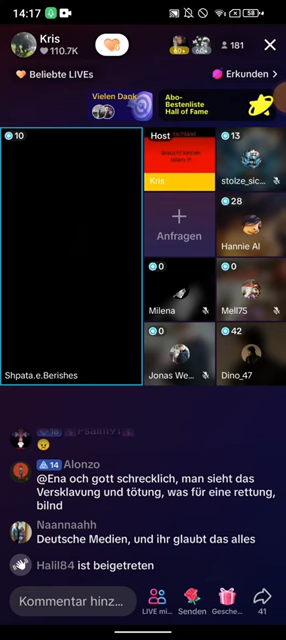 14:17
58
Kris
110.7K
60+
60+
181
Beliebte LIVEs
Erkunden >
Vielen Dank
Abo-
Bestenliste
Hall of Fame
10
Host
Kris
13
stolze_sic...
+
Anfragen
28
Hannie Al
0
Milena
0
Mell75
0
Jonas We...
42
Dino_47
Shpata.e.Berishes
14 Alonzo
@Ena och gott schrecklich, man sieht das
Versklavung und tötung, was für eine rettung,
bilnd
Naannaahh
Deutsche Medien, und ihr glaubt das alles
Halil84 ist beigetreten
Kommentar hinz...
LIVE mi...
Senden
Gesche...
41